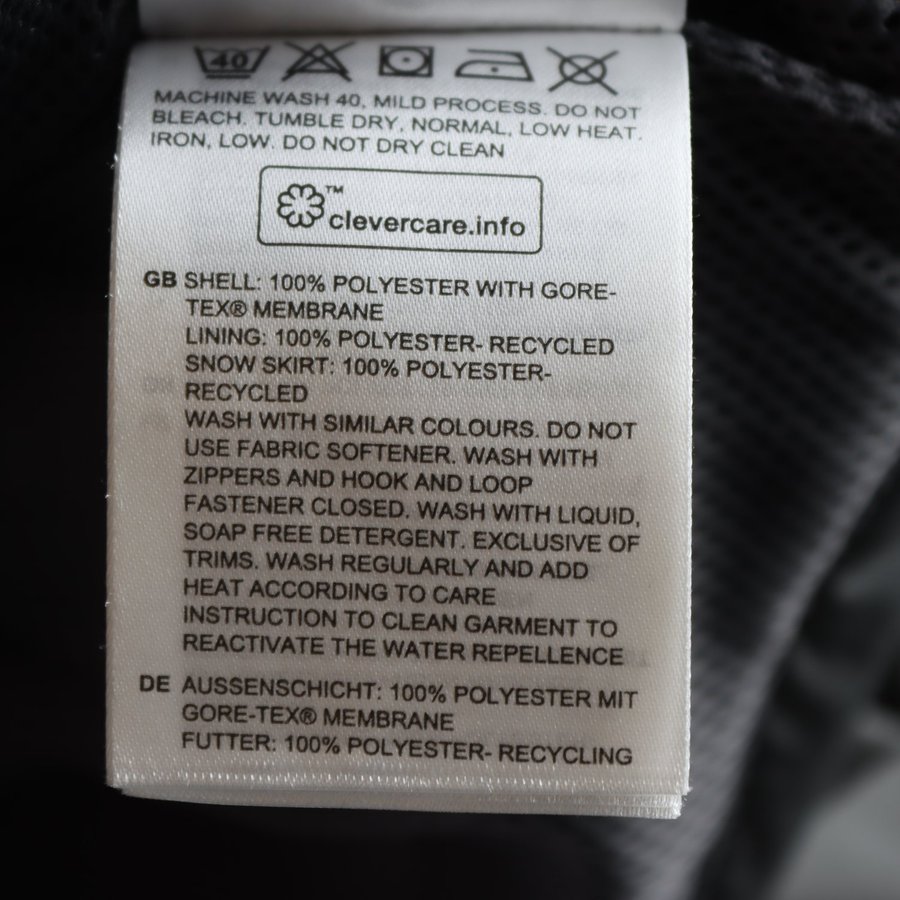 40
MACHINE WASH 40, MILD PROCESS. DO NOT
BLEACH. TUMBLE DRY, NORMAL, LOW HEAT.
IRON, LOW. DO NOT DRY CLEAN
™
clevercare.info
GB SHELL: 100% POLYESTER WITH GORE-
TEX® MEMBRANE
LINING: 100% POLYESTER- RECYCLED
SNOW SKIRT: 100% POLYESTER-
RECYCLED
WASH WITH SIMILAR COLOURS. DO NOT
USE FABRIC SOFTENER. WASH WITH
ZIPPERS AND HOOK AND LOOP
FASTENER CLOSED. WASH WITH LIQUID,
SOAP FREE DETERGENT. EXCLUSIVE OF
TRIMS. WASH REGULARLY AND ADD
HEAT ACCORDING TO CARE
INSTRUCTION TO CLEAN GARMENT TO
REACTIVATE THE WATER REPELLENCE
DE AUSSENSCHICHT: 100% POLYESTER MIT
GORE-TEX® MEMBRANE
FUTTER: 100% POLYESTER- RECYCLING